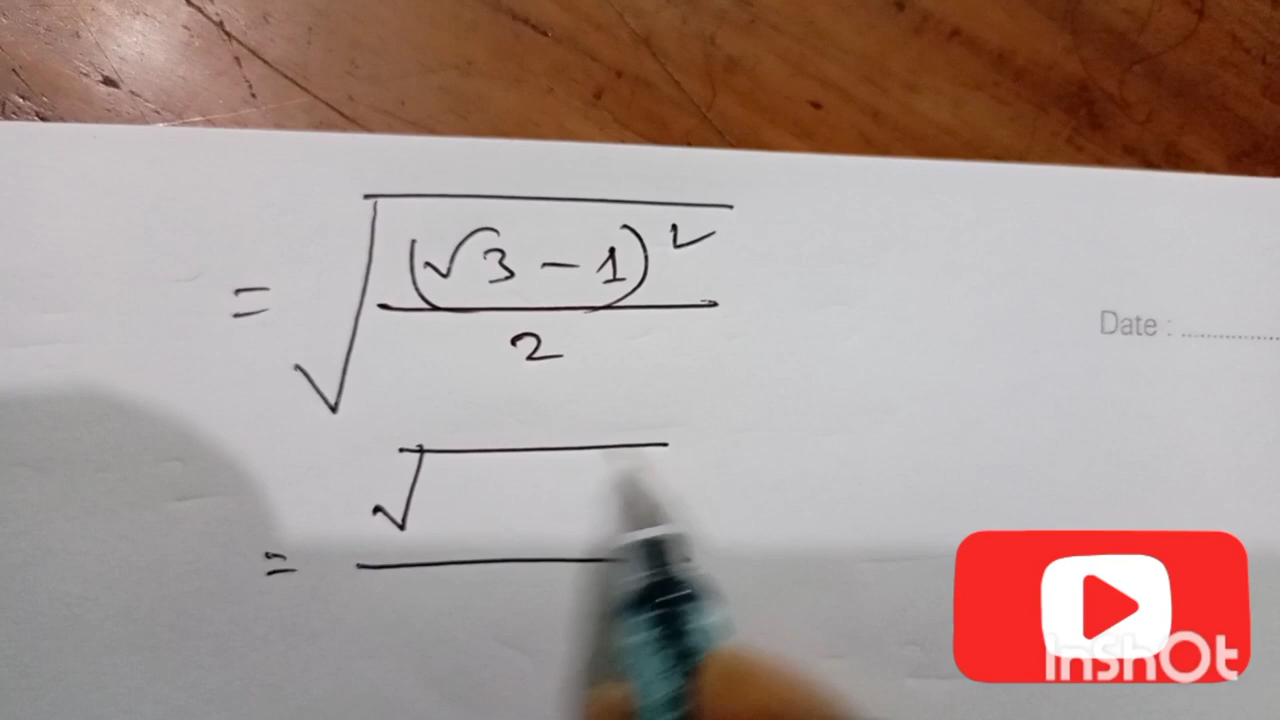 = √((√3 - 1)²/2)
Date : ................
= √
InShOt